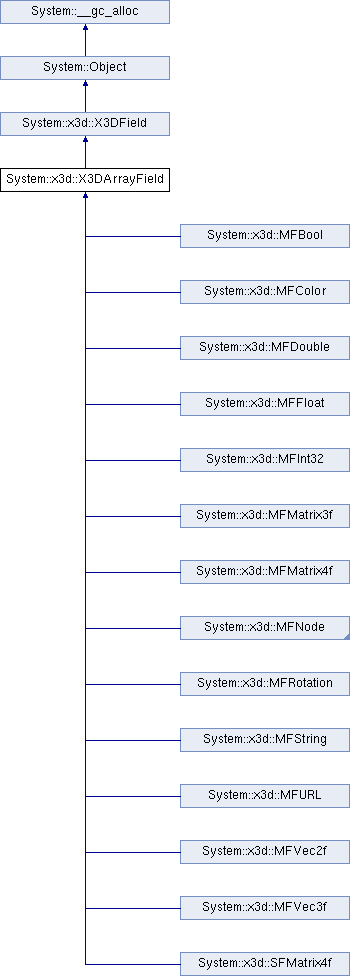 System::__gc_alloc
System::Object
System::x3d::X3DField
System::x3d::X3DArrayField
System::x3d::MFBool
System::x3d::MFColor
System::x3d::MFDouble
System::x3d::MFFloat
System::x3d::MFInt32
System::x3d::MFMatrix3f
System::x3d::MFMatrix4f
System::x3d::MFNode
System::x3d::MFRotation
System::x3d::MFString
System::x3d::MFURL
System::x3d::MFVec2f
System::x3d::MFVec3f
System::x3d::SFMatrix4f